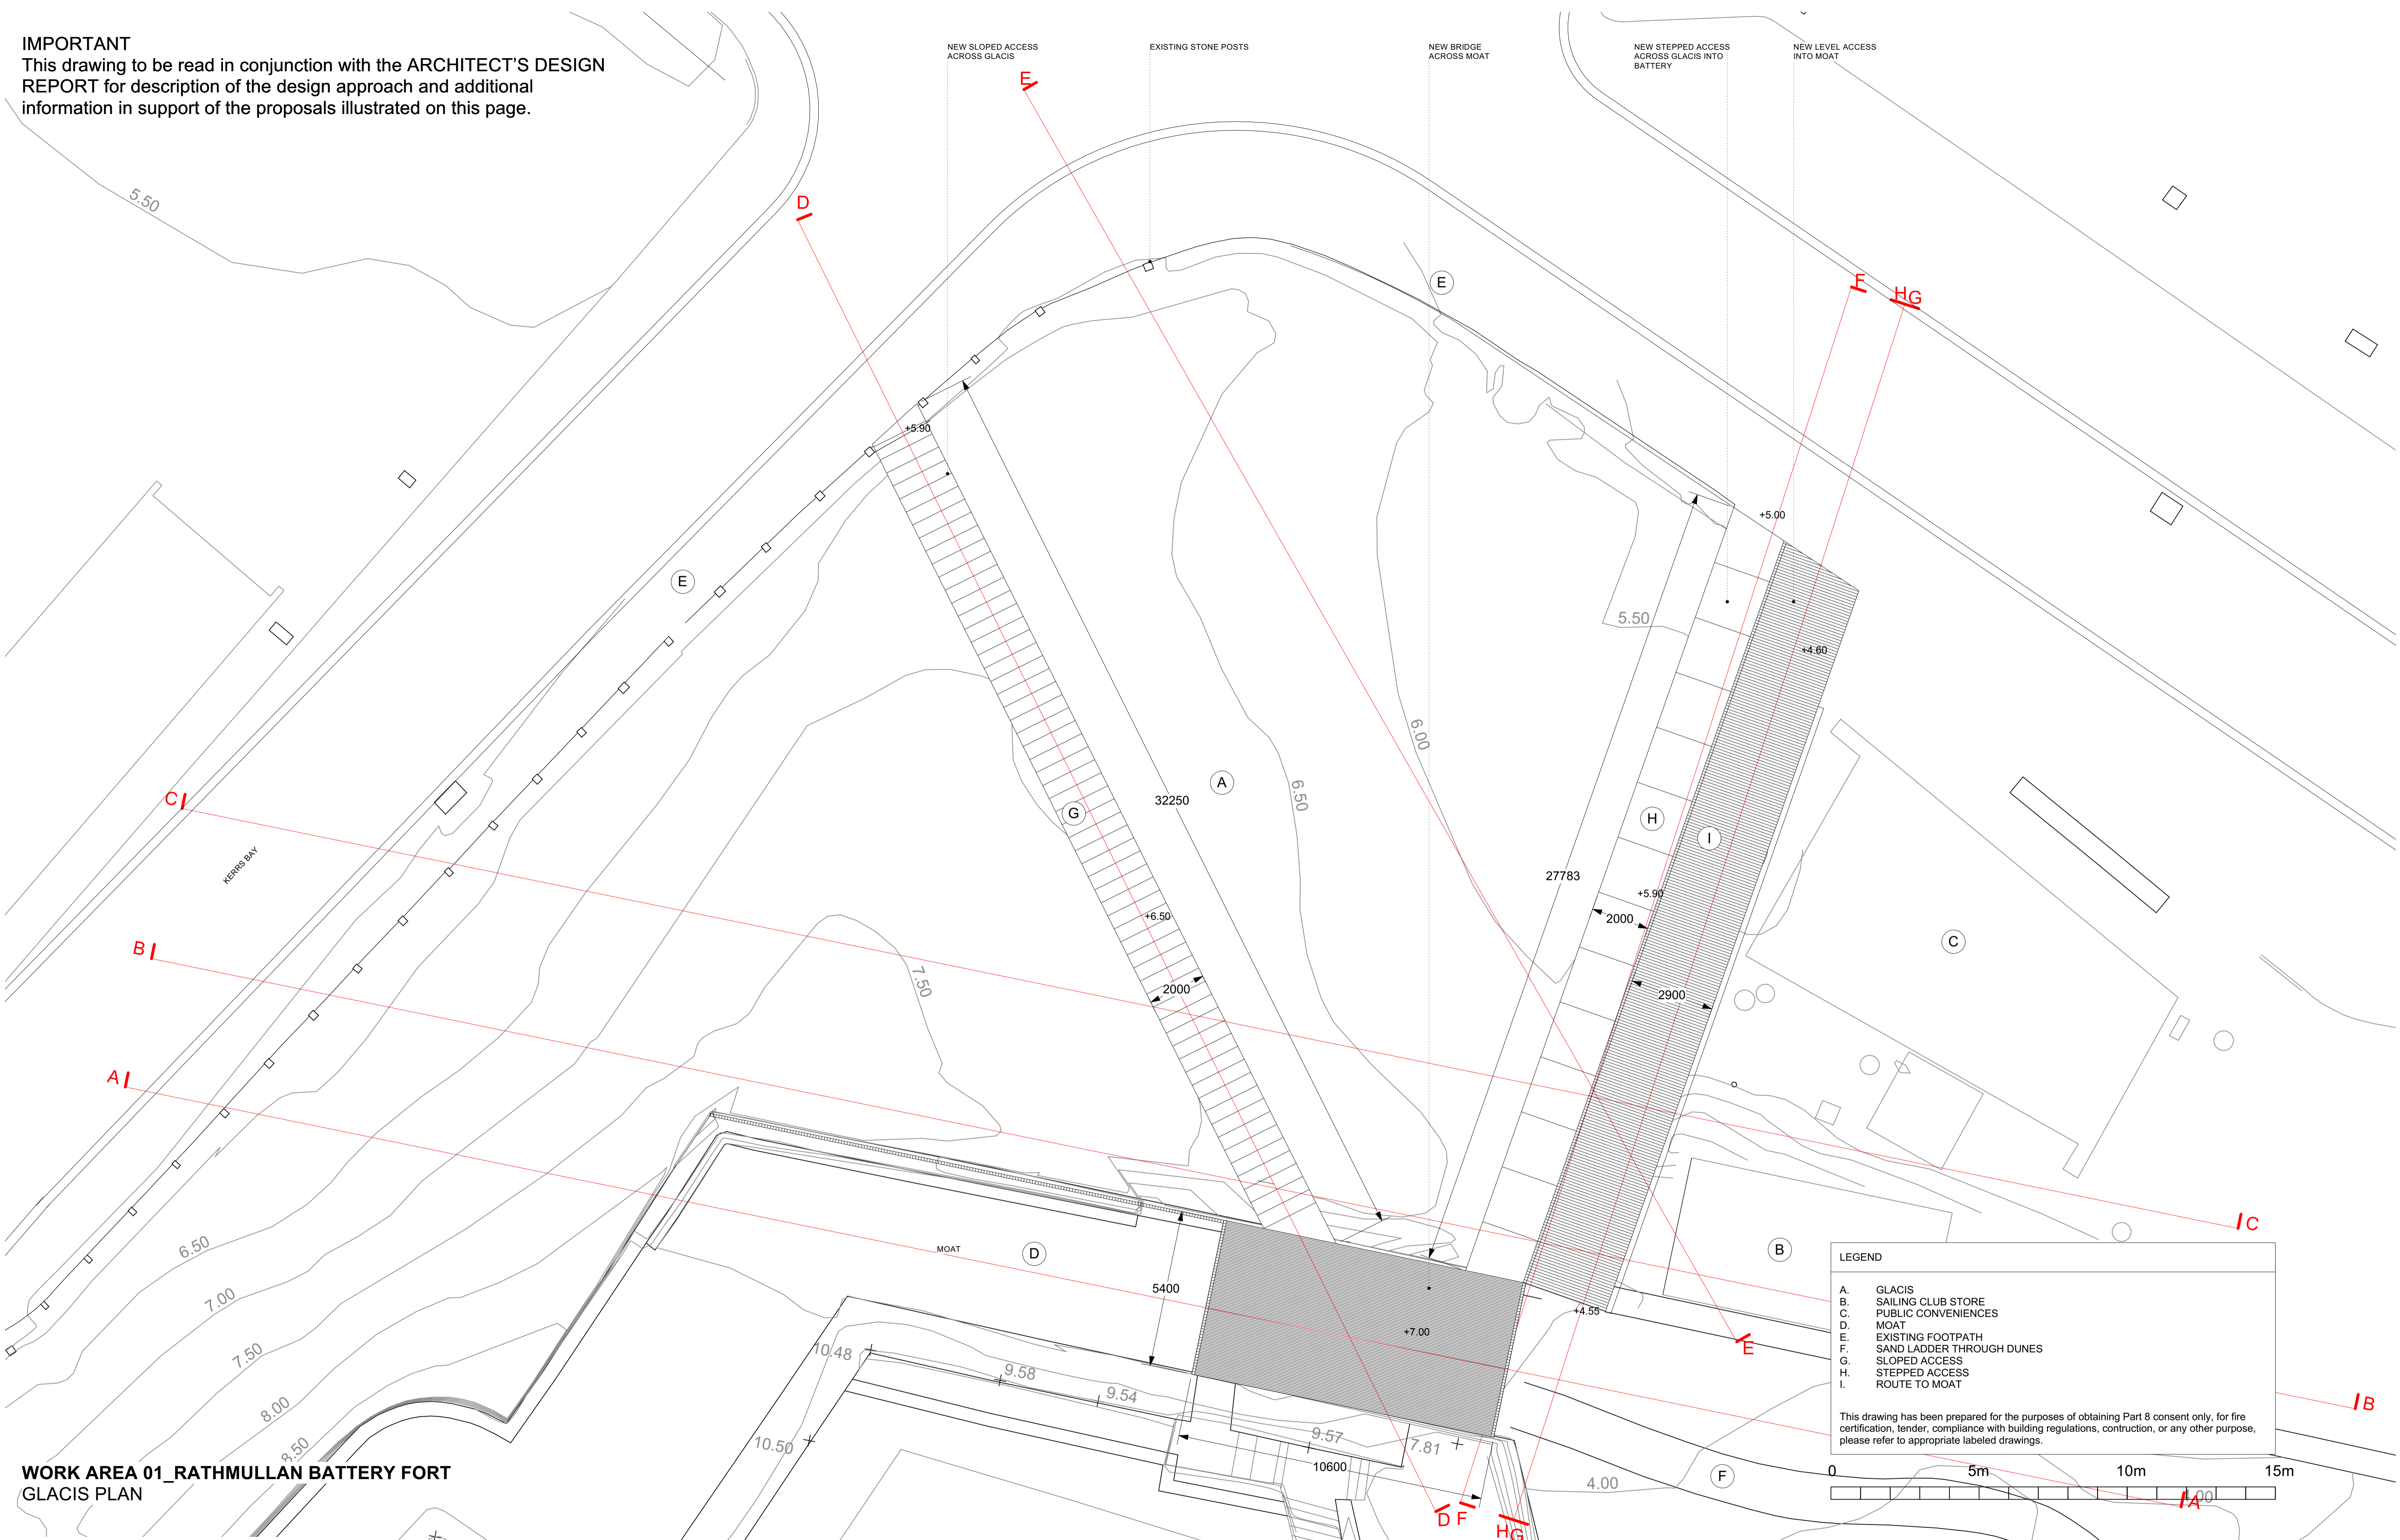 IMPORTANT
This drawing to be read in conjunction with the ARCHITECT'S DESIGN
REPORT for description of the design approach and additional
information in support of the proposals illustrated on this page.
NEW SLOPED ACCESS
ACROSS GLACIS
EXISTING STONE POSTS
NEW BRIDGE
ACROSS MOAT
NEW STEPPED ACCESS
ACROSS GLACIS INTO
BATTERY
NEW LEVEL ACCESS
INTO MOAT
E
D
5.50
E
F
HG
+5.90
+5.00
E
5.50
+4.60
6.00
6.50
A
32250
C
G
H
I
KERRS BAY
27783
+5.90
2000
+6.50
B
C
7.50
2000
2900
A
C
6.50
MOAT
D
B
5400
7.00
+4.55
+7.00
E
7.50
10.48
9.58
9.54
B
8.00
8.50
10.50
9.57
7.81
10600
4.00
F
D
F
HG
4.00
A
LEGEND
A. GLACIS
B. SAILING CLUB STORE
C. PUBLIC CONVENIENCES
D. MOAT
E. EXISTING FOOTPATH
F. SAND LADDER THROUGH DUNES
G. SLOPED ACCESS
H. STEPPED ACCESS
I. ROUTE TO MOAT
This drawing has been prepared for the purposes of obtaining Part 8 consent only, for fire
certification, tender, compliance with building regulations, contruction, or any other purpose,
please refer to appropriate labeled drawings.
0 5m 10m 15m
WORK AREA 01_RATHMULLAN BATTERY FORT
GLACIS PLAN